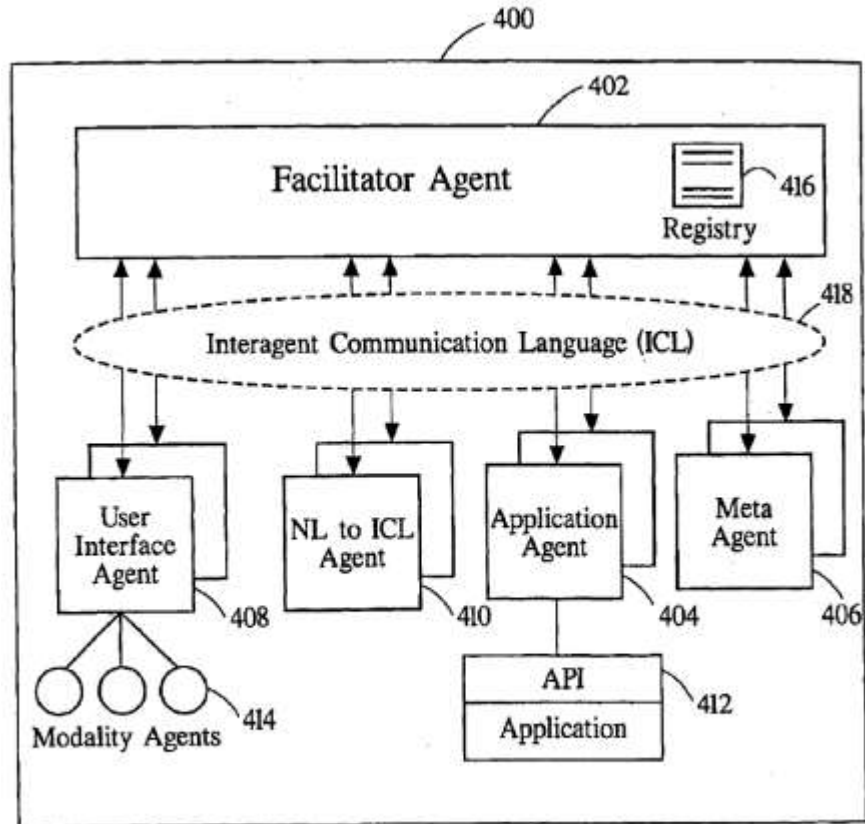 400
402
Facilitator Agent
416
Registry
418
Interagent Communication Language (ICL)
User
Interface
Agent
408
NL to ICL
Agent
410
Application
Agent
404
Meta
Agent
406
414
Modality Agents
API
412
Application